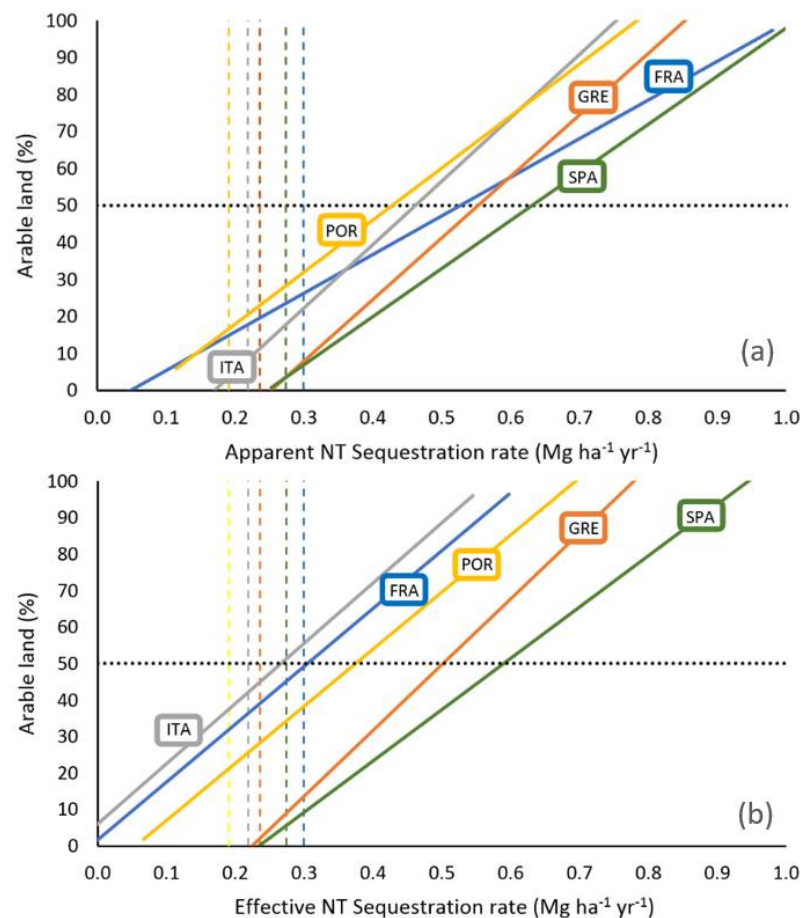 100
90
FRA
80
GRE
70
60
SPA
50
POR
40
30
20
10
ITA
(a)
0
0.0 0.1 0.2 0.3 0.4 0.5 0.6 0.7 0.8 0.9 1.0
Arable land (%)
Apparent NT Sequestration rate (Mg ha⁻¹ yr⁻¹)
100
90
SPA
GRE
80
POR
70
FRA
60
50
40
ITA
30
20
10
(b)
0
0.0 0.1 0.2 0.3 0.4 0.5 0.6 0.7 0.8 0.9 1.0
Arable land (%)
Effective NT Sequestration rate (Mg ha⁻¹ yr⁻¹)